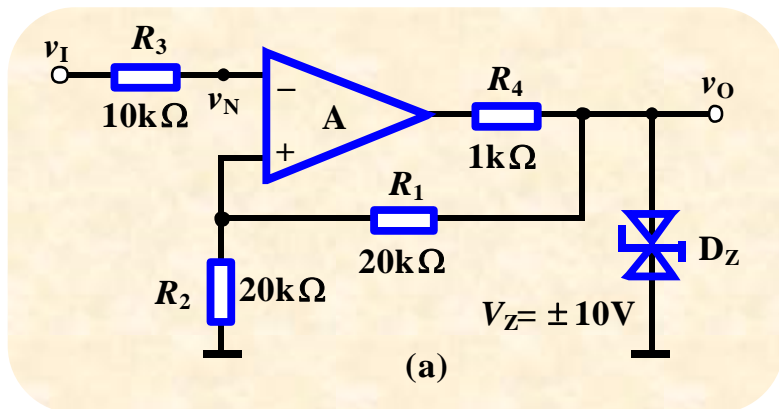 vI
R3
10kΩ
vN
−
+
A
R4
1kΩ
vO
R1
20kΩ
R2
20kΩ
DZ
VZ= ±10V
(a)